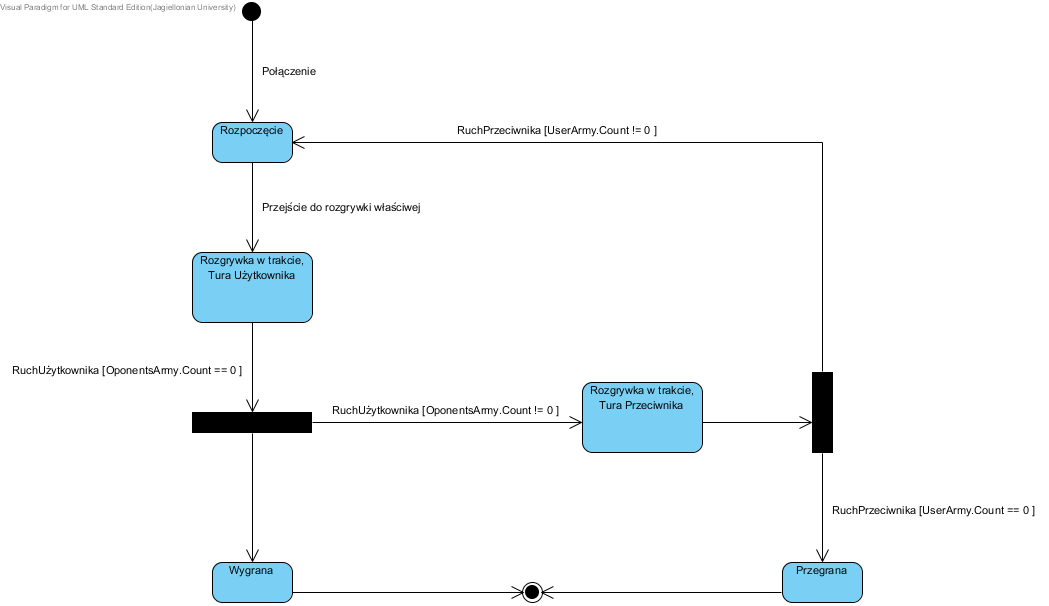 Visual Paradigm for UML Standard Edition(Jagiellonian University)
Połączenie
Rozpoczęcie
RuchPrzeciwnika [UserArmy.Count != 0 ]
Przejście do rozgrywki właściwej
Rozgrywka w trakcie,
Tura Użytkownika
RuchUżytkownika [OponentsArmy.Count == 0 ]
RuchUżytkownika [OponentsArmy.Count != 0 ]
Rozgrywka w trakcie,
Tura Przeciwnika
RuchPrzeciwnika [UserArmy.Count == 0 ]
Wygrana
Przegrana